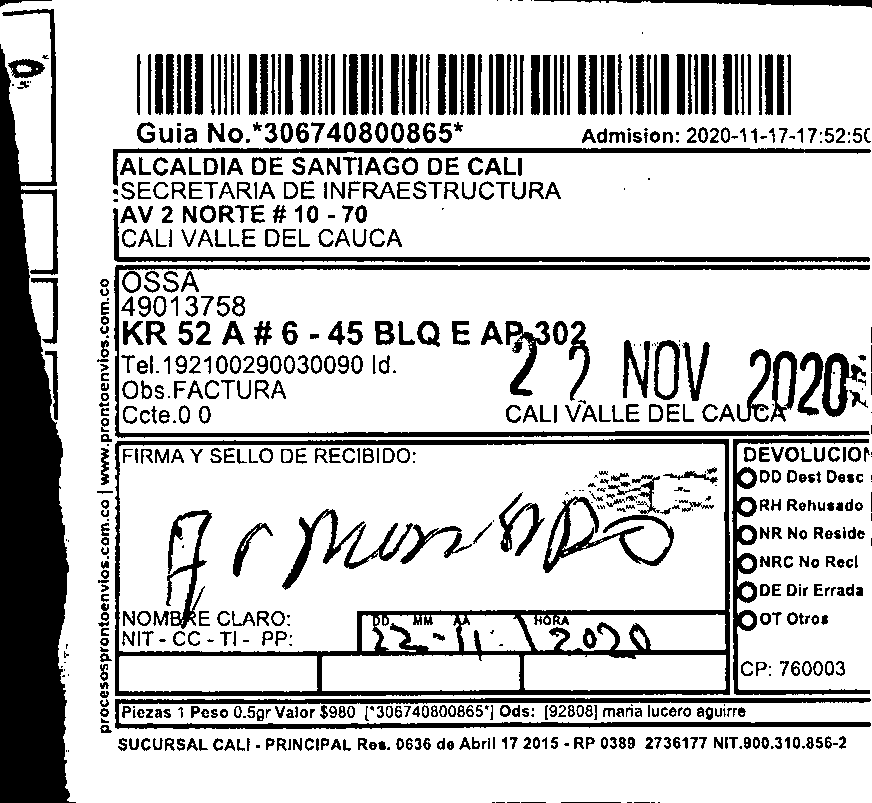 Guia No.*306740800865*
Admision: 2020-11-17-17:52:50
ALCALDIA DE SANTIAGO DE CALI
SECRETARIA DE INFRAESTRUCTURA
AV 2 NORTE # 10 - 70
CALI VALLE DEL CAUCA
OSSA
49013758
KR 52 A # 6 - 45 BLQ E AP 302
Tel.192100290030090 Id.
Obs.FACTURA
Ccte.0 0
22 NOV 2020
CALI VALLE DEL CAUCA
procesosprontoenvios.com.co | www.prontoenvios.com.co
FIRMA Y SELLO DE RECIBIDO:
Armando
NOMBRE CLARO:
NIT - CC - TI - PP:
DD MM AA HORA
22-11 2020
DEVOLUCION
DD Dest Desc
RH Rehusado
NR No Reside
NRC No Recl
DE Dir Errada
OT Otros
CP: 760003
Piezas 1 Peso 0.5gr Valor $980 [*306740800865*] Ods: [92808] maria lucero aguirre
SUCURSAL CALI - PRINCIPAL Res. 0636 de Abril 17 2015 - RP 0389 2736177 NIT.900.310.856-2